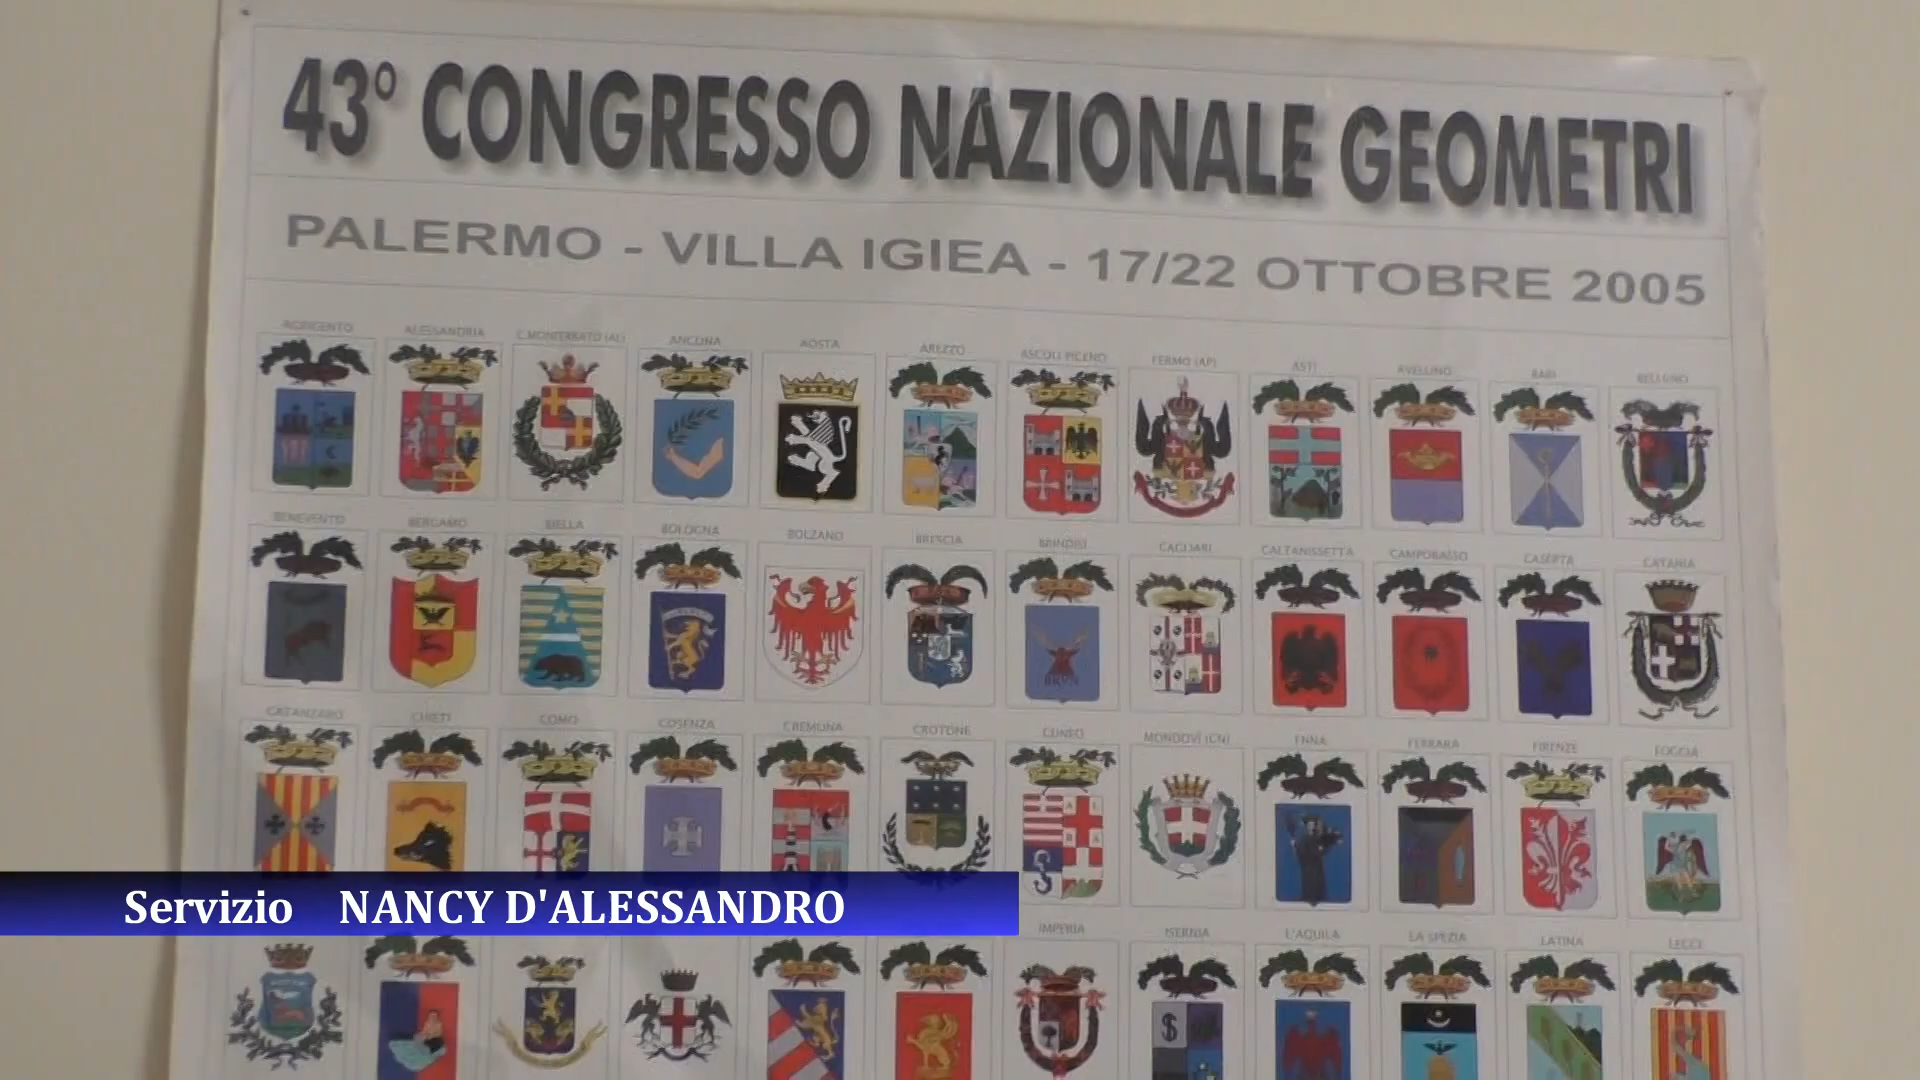 43° CONGRESSO NAZIONALE GEOMETRI
PALERMO - VILLA IGIEA - 17/22 OTTOBRE 2005
AGRIGENTO ALESSANDRIA C.MONFERRATO (AL) ANCONA AOSTA AREZZO ASCOLI PICENO FERMO (AP) ASTI AVELLINO BARI BELLUNO
BENEVENTO BERGAMO BIELLA BOLOGNA BOLZANO BRESCIA BRINDISI CAGLIARI CALTANISSETTA CAMPOBASSO CASERTA CATANIA
CATANZARO CHIETI COMO COSENZA CREMONA CROTONE CUNEO MONDOVÌ (CN) ENNA FERRARA FIRENZE FOGGIA
Servizio NANCY D'ALESSANDRO
IMPERIA ISERNIA L'AQUILA LA SPEZIA LATINA LECCE